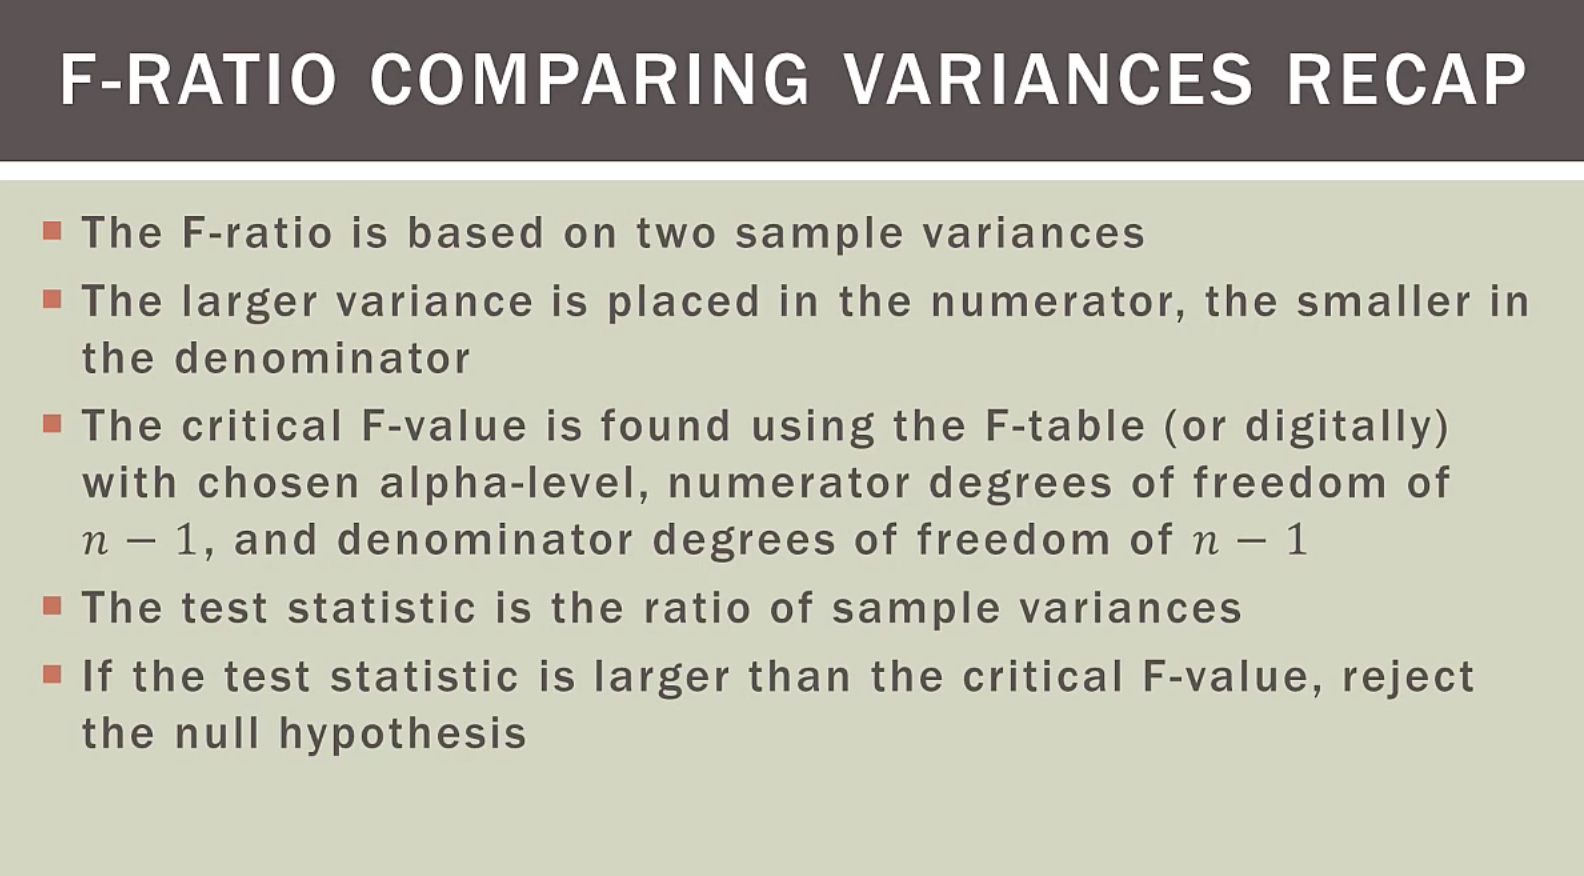 F-RATIO COMPARING VARIANCES RECAP
The F-ratio is based on two sample variances
The larger variance is placed in the numerator, the smaller in
the denominator
The critical F-value is found using the F-table (or digitally)
with chosen alpha-level, numerator degrees of freedom of
n − 1, and denominator degrees of freedom of n − 1
The test statistic is the ratio of sample variances
If the test statistic is larger than the critical F-value, reject
the null hypothesis